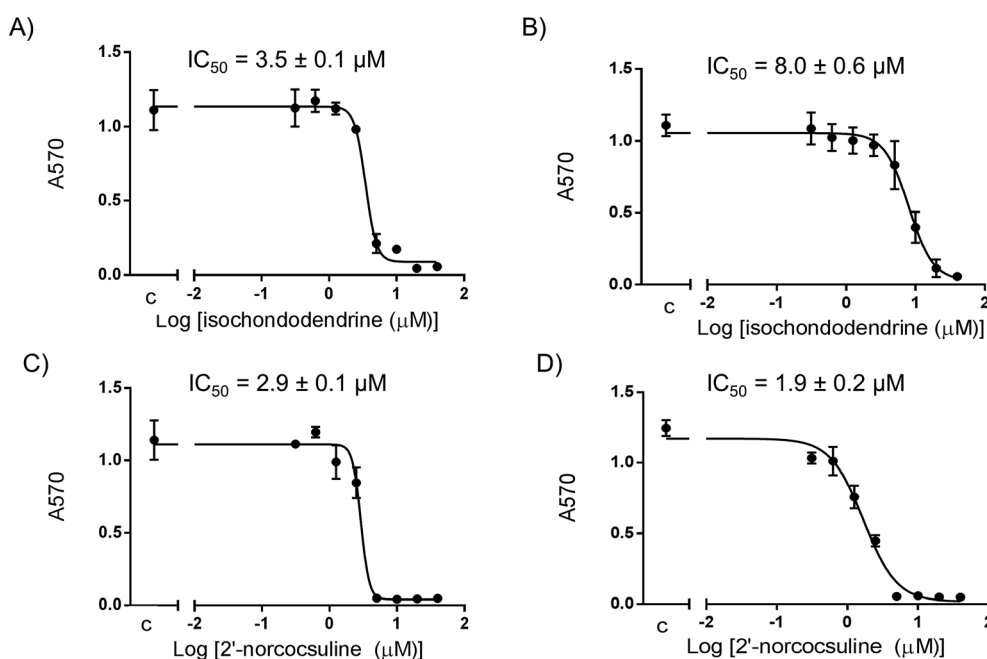 A)
IC50 = 3.5 ± 0.1 µM
1.5
1.0
0.5
0.0
A570
C
-2
-1
0
1
2
Log [isochondodendrine (µM)]
B)
IC50 = 8.0 ± 0.6 µM
1.5
1.0
0.5
0.0
A570
C
-2
-1
0
1
2
Log [isochondodendrine (µM)]
C)
IC50 = 2.9 ± 0.1 µM
1.5
1.0
0.5
0.0
A570
C
-2
-1
0
1
2
Log [2'-norcocsuline (µM)]
D)
IC50 = 1.9 ± 0.2 µM
1.5
1.0
0.5
0.0
A570
C
-2
-1
0
1
2
Log [2'-norcocsuline (µM)]